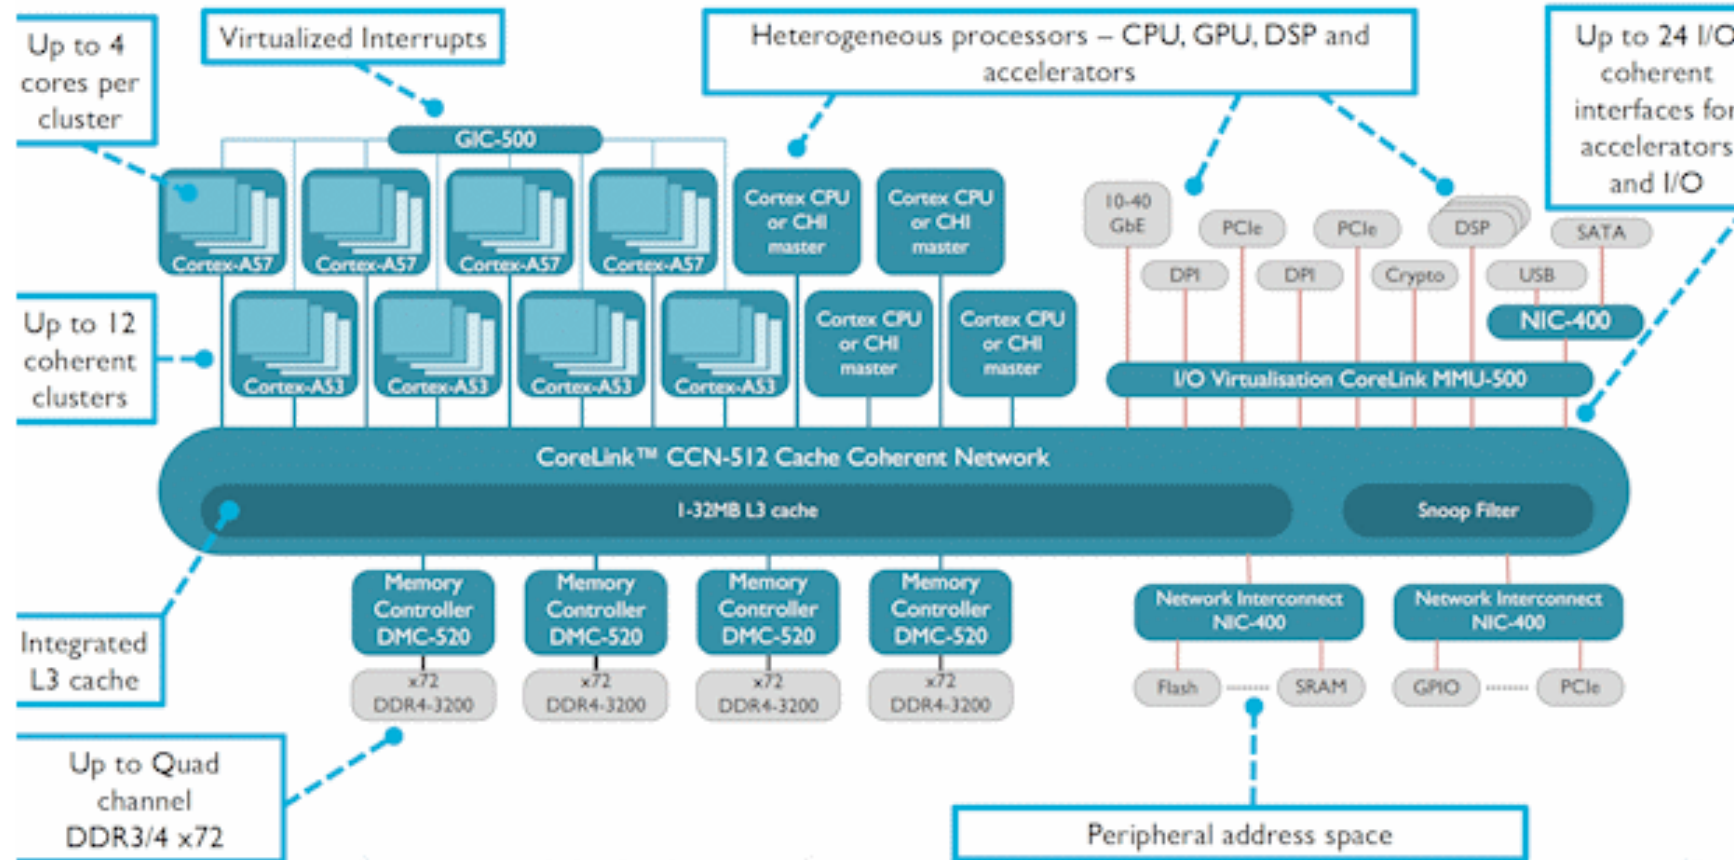 Up to 4
cores per
cluster
Virtualized Interrupts
Heterogeneous processors – CPU, GPU, DSP and
accelerators
Up to 24 I/O
coherent
interfaces for
accelerators
and I/O
GIC-500
Cortex-A57
Cortex-A57
Cortex-A57
Cortex-A57
Cortex CPU
or CHI
master
Cortex CPU
or CHI
master
10-40
GbE
PCIe
PCIe
DSP
SATA
DPI
DPI
Crypto
USB
NIC-400
Up to 12
coherent
clusters
Cortex-A53
Cortex-A53
Cortex-A53
Cortex-A53
Cortex CPU
or CHI
master
Cortex CPU
or CHI
master
I/O Virtualisation CoreLink MMU-500
CoreLink™ CCN-512 Cache Coherent Network
1-32MB L3 cache
Snoop Filter
Integrated
L3 cache
Memory
Controller
DMC-520
Memory
Controller
DMC-520
Memory
Controller
DMC-520
Memory
Controller
DMC-520
Network Interconnect
NIC-400
Network Interconnect
NIC-400
x72
DDR4-3200
x72
DDR4-3200
x72
DDR4-3200
x72
DDR4-3200
Flash
SRAM
GPIO
PCIe
Up to Quad
channel
DDR3/4 x72
Peripheral address space